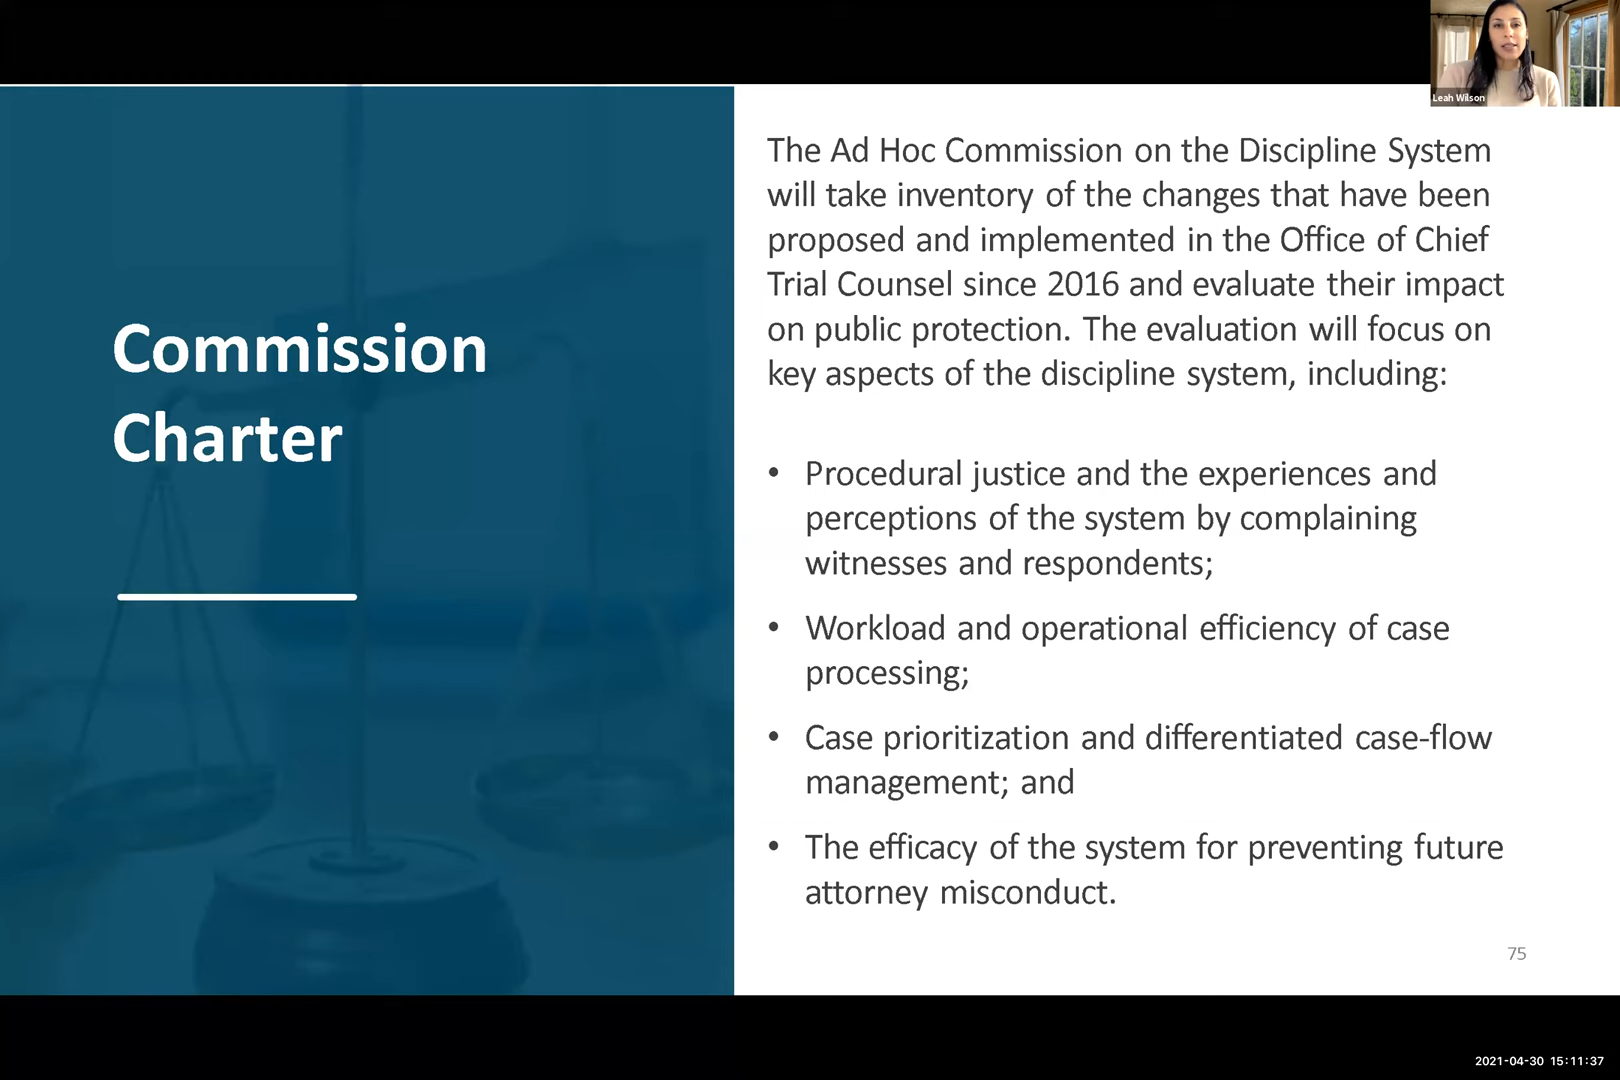 Leah Wilson
Commission
Charter
The Ad Hoc Commission on the Discipline System
will take inventory of the changes that have been
proposed and implemented in the Office of Chief
Trial Counsel since 2016 and evaluate their impact
on public protection. The evaluation will focus on
key aspects of the discipline system, including:
• Procedural justice and the experiences and
perceptions of the system by complaining
witnesses and respondents;
• Workload and operational efficiency of case
processing;
• Case prioritization and differentiated case-flow
management; and
• The efficacy of the system for preventing future
attorney misconduct.
75
2021-04-30 15:11:37